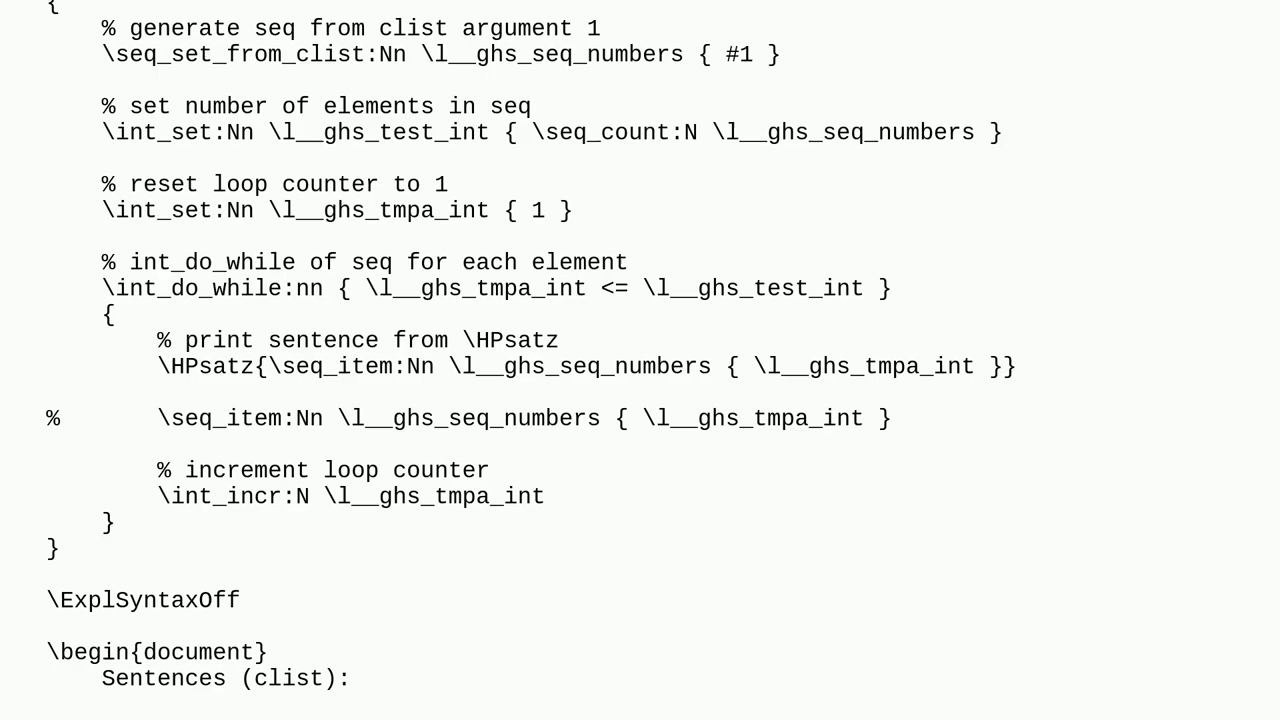 {
    % generate seq from clist argument 1
    \seq_set_from_clist:Nn \l__ghs_seq_numbers { #1 }

    % set number of elements in seq
    \int_set:Nn \l__ghs_test_int { \seq_count:N \l__ghs_seq_numbers }

    % reset loop counter to 1
    \int_set:Nn \l__ghs_tmpa_int { 1 }

    % int_do_while of seq for each element
    \int_do_while:nn { \l__ghs_tmpa_int <= \l__ghs_test_int }
    {
        % print sentence from \HPsatz
        \HPsatz{\seq_item:Nn \l__ghs_seq_numbers { \l__ghs_tmpa_int }}

%       \seq_item:Nn \l__ghs_seq_numbers { \l__ghs_tmpa_int }

        % increment loop counter
        \int_incr:N \l__ghs_tmpa_int
    }
}

\ExplSyntaxOff

\begin{document}
    Sentences (clist):